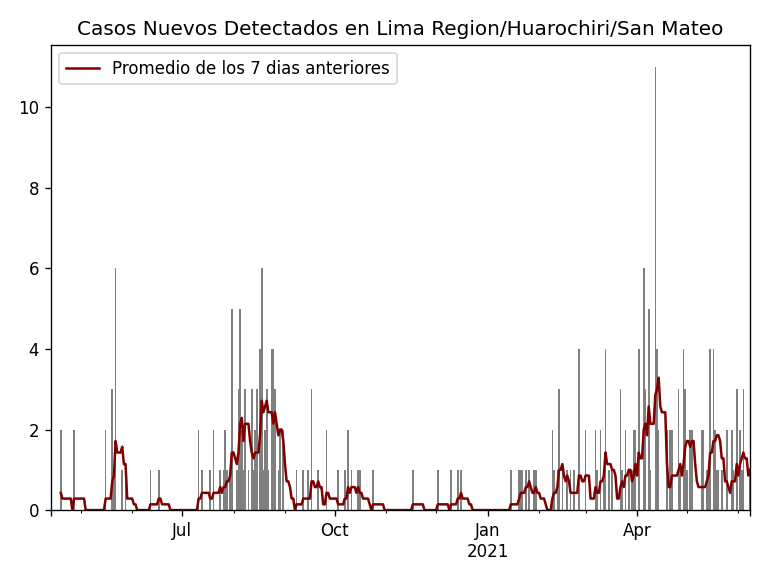 Casos Nuevos Detectados en Lima Region/Huarochiri/San Mateo
Promedio de los 7 dias anteriores
10
8
6
4
2
0
Jul
Oct
Jan
2021
Apr